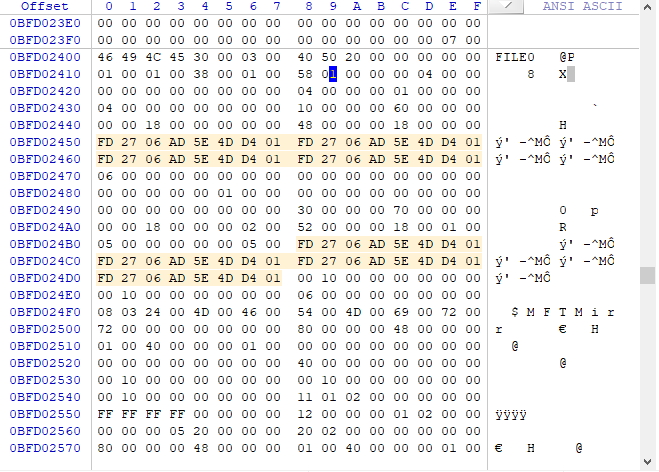 Offset 0 1 2 3 4 5 6 7 8 9 A B C D E F ANSI ASCII
0BFD023E0 00 00 00 00 00 00 00 00 00 00 00 00 00 00 00 00
0BFD023F0 00 00 00 00 00 00 00 00 00 00 00 00 00 00 07 00
0BFD02400 46 49 4C 45 30 00 03 00 40 50 20 00 00 00 00 00 FILE0 @P
0BFD02410 01 00 01 00 38 00 01 00 58 01 00 00 00 04 00 00 8 X
0BFD02420 00 00 00 00 00 00 00 00 04 00 00 00 01 00 00 00
0BFD02430 04 00 00 00 00 00 00 00 10 00 00 00 60 00 00 00 `
0BFD02440 00 00 18 00 00 00 00 00 48 00 00 00 18 00 00 00 H
0BFD02450 FD 27 06 AD 5E 4D D4 01 FD 27 06 AD 5E 4D D4 01 ý' -^MÔ ý' -^MÔ
0BFD02460 FD 27 06 AD 5E 4D D4 01 FD 27 06 AD 5E 4D D4 01 ý' -^MÔ ý' -^MÔ
0BFD02470 06 00 00 00 00 00 00 00 00 00 00 00 00 00 00 00
0BFD02480 00 00 00 00 00 01 00 00 00 00 00 00 00 00 00 00
0BFD02490 00 00 00 00 00 00 00 00 30 00 00 00 70 00 00 00 0 p
0BFD024A0 00 00 18 00 00 00 02 00 52 00 00 00 18 00 01 00 R
0BFD024B0 05 00 00 00 00 00 05 00 FD 27 06 AD 5E 4D D4 01 ý' -^MÔ
0BFD024C0 FD 27 06 AD 5E 4D D4 01 FD 27 06 AD 5E 4D D4 01 ý' -^MÔ ý' -^MÔ
0BFD024D0 FD 27 06 AD 5E 4D D4 01 00 10 00 00 00 00 00 00 ý' -^MÔ
0BFD024E0 00 10 00 00 00 00 00 00 06 00 00 00 00 00 00 00
0BFD024F0 08 03 24 00 4D 00 46 00 54 00 4D 00 69 00 72 00 $ M F T M i r
0BFD02500 72 00 00 00 00 00 00 00 80 00 00 00 48 00 00 00 r € H
0BFD02510 01 00 40 00 00 00 01 00 00 00 00 00 00 00 00 00 @
0BFD02520 00 00 00 00 00 00 00 00 40 00 00 00 00 00 00 00 @
0BFD02530 00 10 00 00 00 00 00 00 00 10 00 00 00 00 00 00
0BFD02540 00 10 00 00 00 00 00 00 11 01 02 00 00 00 00 00
0BFD02550 FF FF FF FF 00 00 00 00 12 00 00 00 01 02 00 00 ÿÿÿÿ
0BFD02560 00 00 00 05 20 00 00 00 20 02 00 00 00 00 00 00
0BFD02570 80 00 00 00 48 00 00 00 01 00 40 00 00 00 01 00 € H @